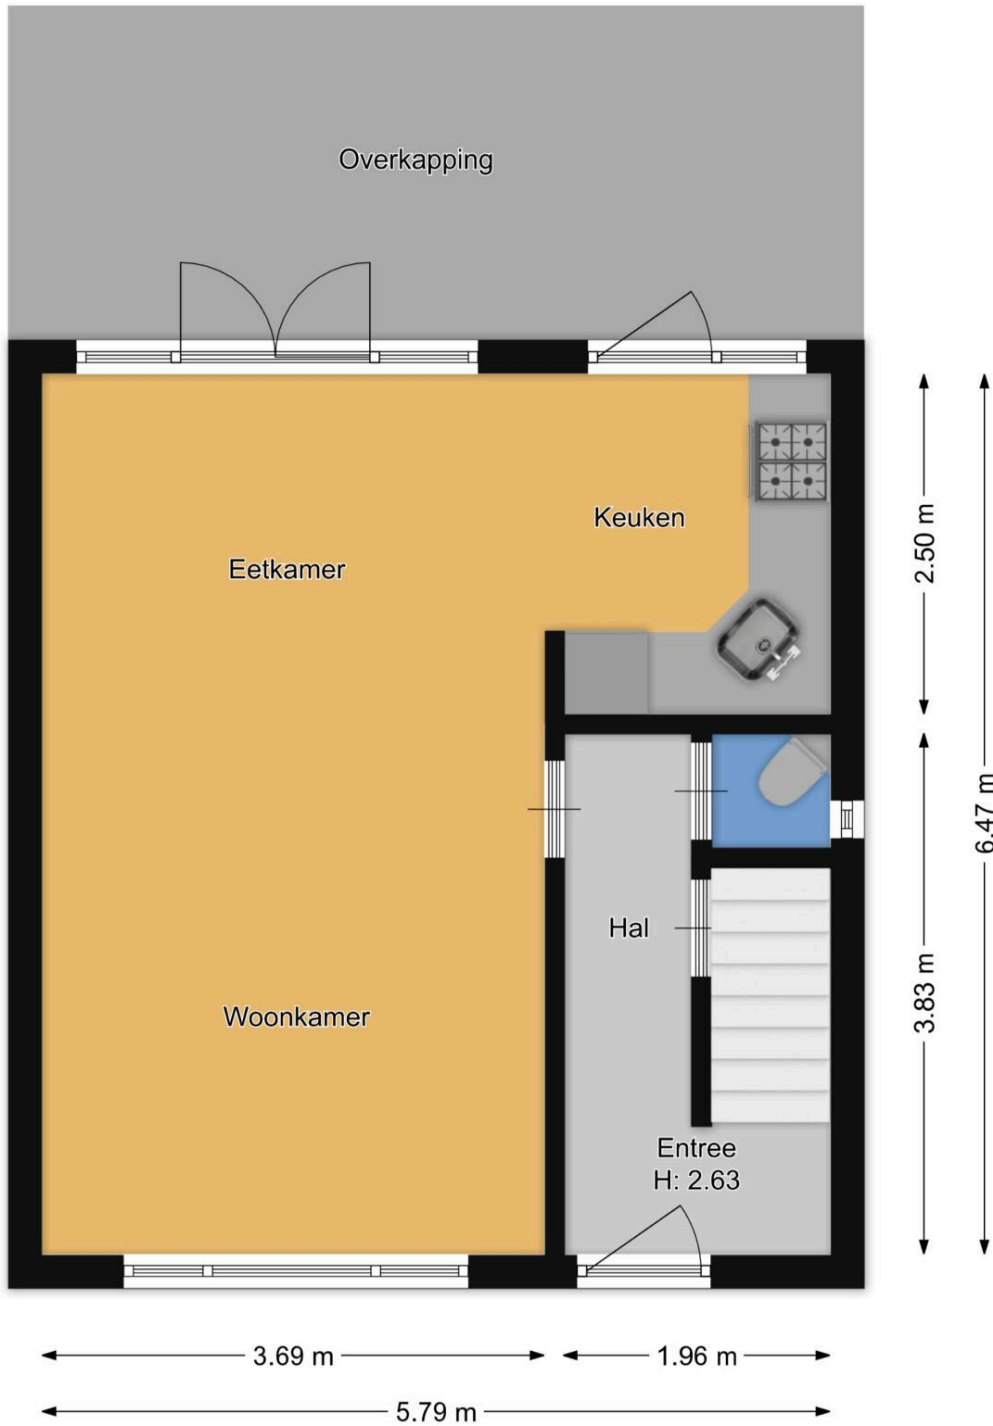 Overkapping
Keuken
Eetkamer
2.50 m
6.47 m
Hal
3.83 m
Woonkamer
Entree
H: 2.63
3.69 m
1.96 m
5.79 m